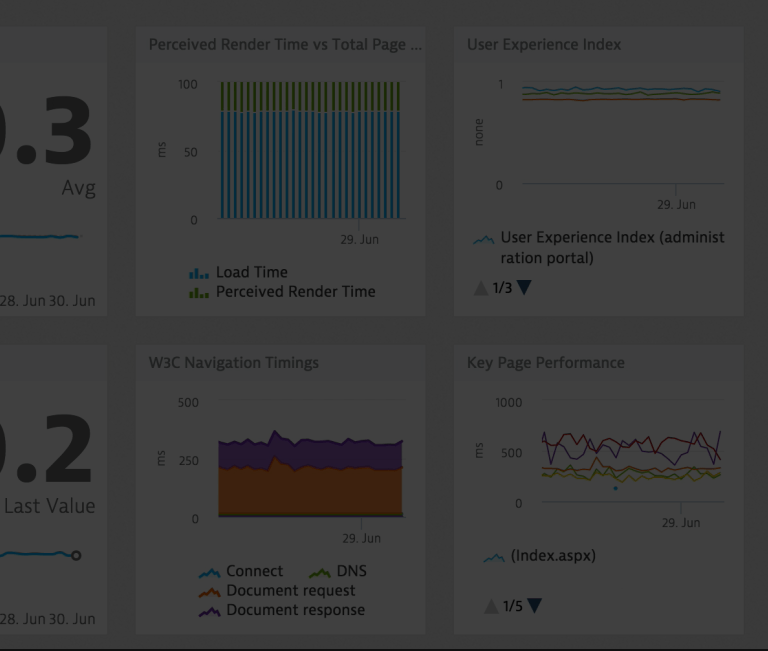 Perceived Render Time vs Total Page ...
User Experience Index
.3
Avg
28. Jun 30. Jun
100
50
0
ms
29. Jun
Load Time
Perceived Render Time
1
none
0
29. Jun
User Experience Index (administ
ration portal)
1/3
W3C Navigation Timings
Key Page Performance
.2
Last Value
28. Jun 30. Jun
500
250
0
ms
29. Jun
Connect DNS
Document request
Document response
1000
500
0
ms
29. Jun
(Index.aspx)
1/5